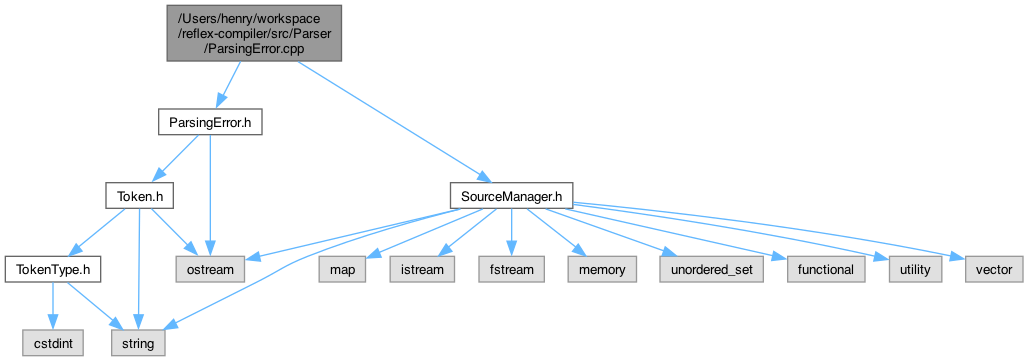 /Users/henry/workspace
/reflex-compiler/src/Parser
/ParsingError.cpp
ParsingError.h
Token.h
SourceManager.h
TokenType.h
ostream
map
istream
fstream
memory
unordered_set
functional
utility
vector
cstdint
string